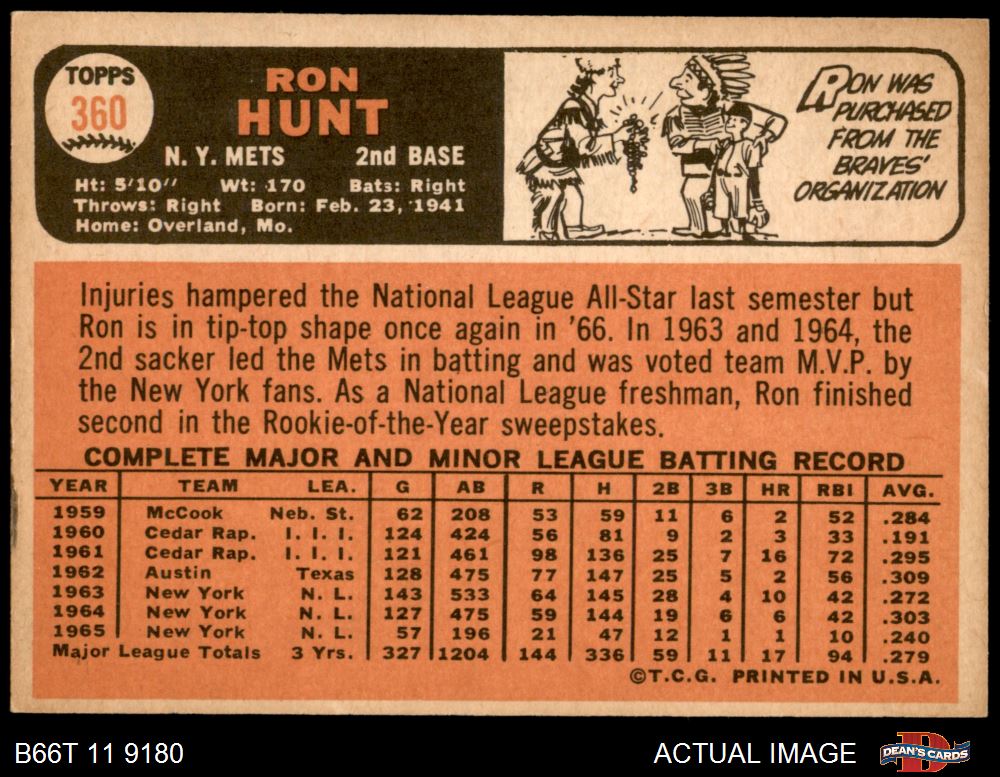 TOPPS
360
RON
HUNT
N. Y. METS 2nd BASE
Ht: 5'10" Wt: 170 Bats: Right
Throws: Right Born: Feb. 23, 1941
Home: Overland, Mo.
RON WAS
PURCHASED
FROM THE
BRAVES'
ORGANIZATION
Injuries hampered the National League All-Star last semester but
Ron is in tip-top shape once again in '66. In 1963 and 1964, the
2nd sacker led the Mets in batting and was voted team M.V.P. by
the New York fans. As a National League freshman, Ron finished
second in the Rookie-of-the-Year sweepstakes.
COMPLETE MAJOR AND MINOR LEAGUE BATTING RECORD
YEAR TEAM LEA. G AB R H 2B 3B HR RBI AVG.
1959 McCook Neb. St. 62 208 53 59 11 6 2 52 .284
1960 Cedar Rap. I. I. I. 124 424 56 81 9 2 3 33 .191
1961 Cedar Rap. I. I. I. 121 461 98 136 25 7 16 72 .295
1962 Austin Texas 128 475 77 147 25 5 2 56 .309
1963 New York N. L. 143 533 64 145 28 4 10 42 .272
1964 New York N. L. 127 475 59 144 19 6 6 42 .303
1965 New York N. L. 57 196 21 47 12 1 1 10 .240
Major League Totals 3 Yrs. 327 1204 144 336 59 11 17 94 .279
©T.C.G. PRINTED IN U.S.A.
B66T 11 9180 ACTUAL IMAGE DEAN'S CARDS